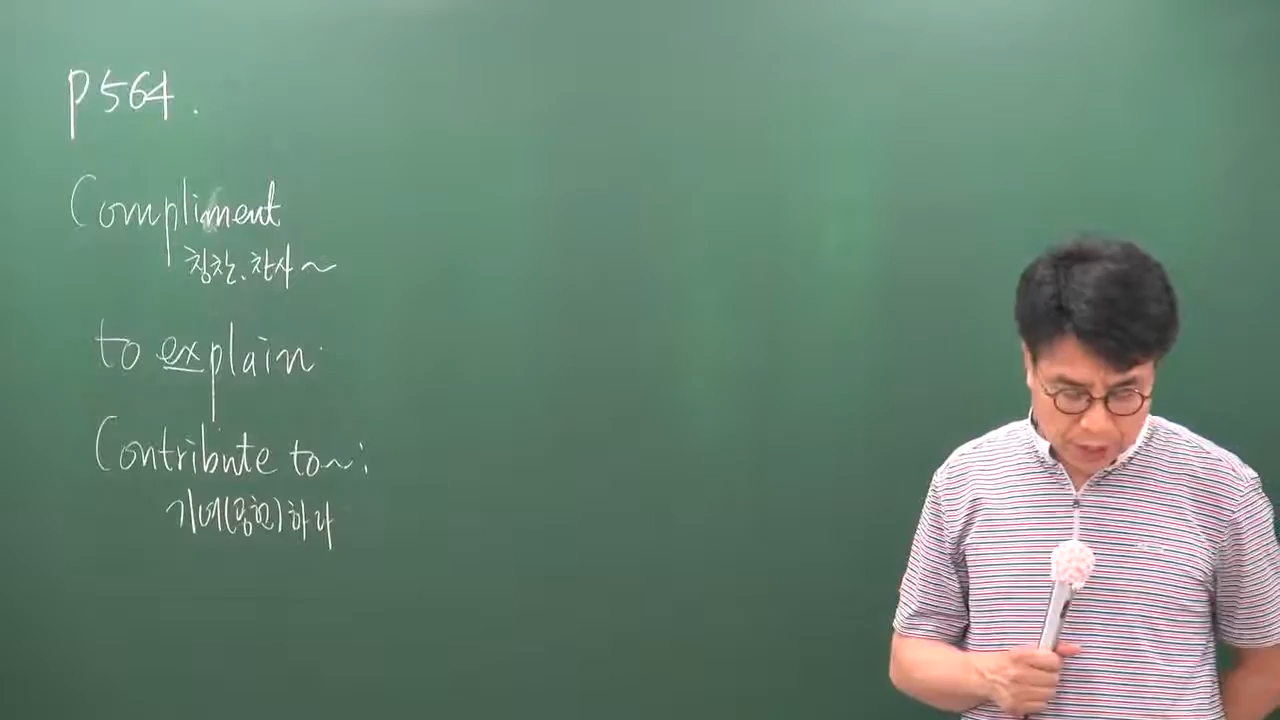 P564.
Compliment
칭찬, 찬사~
to explain
Contribute to~:
기여(공헌)하다